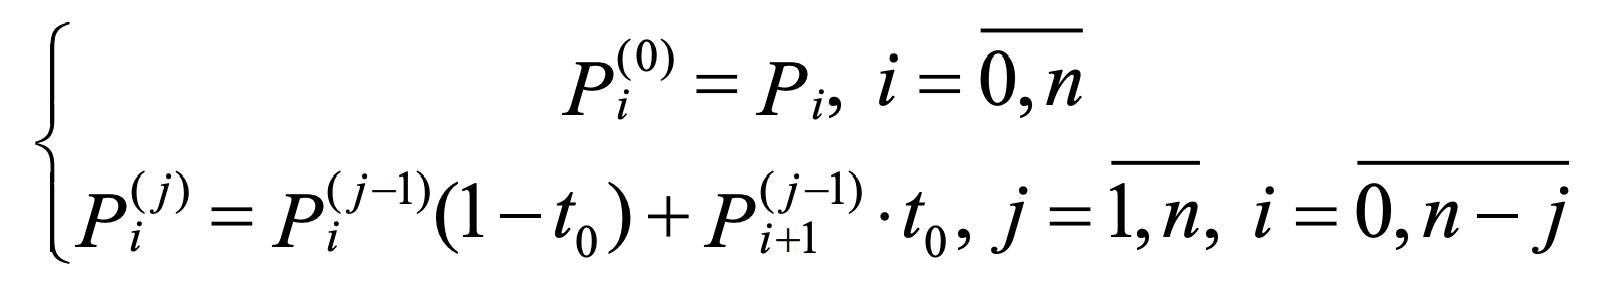 P_i^{(0)} = P_i, i = \overline{0,n}
P_i^{(j)} = P_i^{(j-1)}(1-t_0) + P_{i+1}^{(j-1)} \cdot t_0, j = \overline{1,n}, i = \overline{0,n-j}